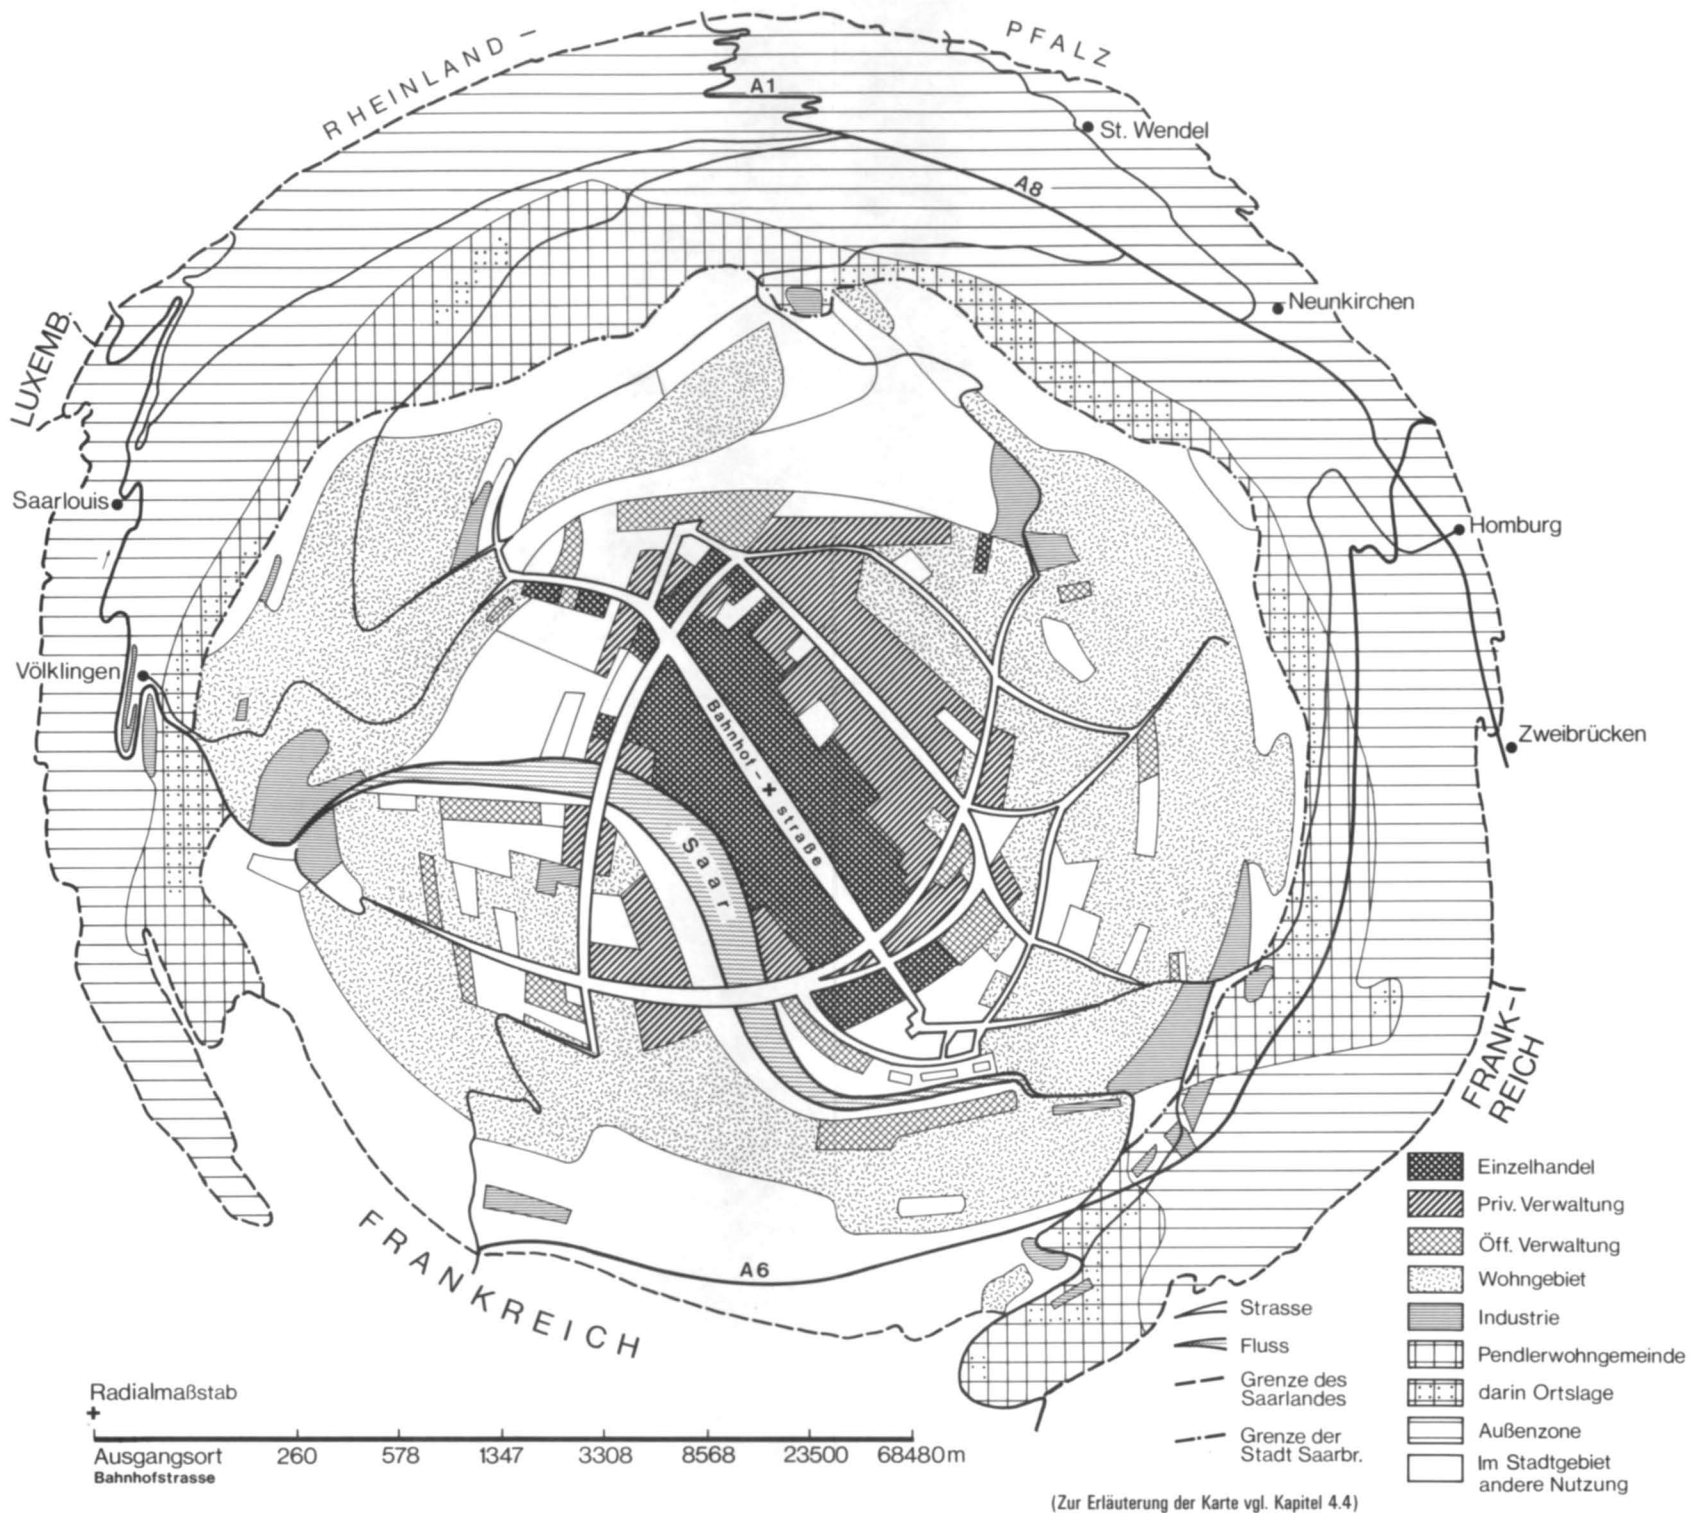 RHEINLAND – PFALZ
A1
St. Wendel
A8
Neunkirchen
LUXEMB.
Saarlouis
Homburg
Völklingen
Zweibrücken
Bahnhof-
straße
Saar
FRANK-
REICH
FRANKREICH
A6
Einzelhandel
Priv. Verwaltung
Öff. Verwaltung
Wohngebiet
Industrie
Pendlerwohngemeinde
darin Ortslage
Außenzone
Im Stadtgebiet
andere Nutzung
Strasse
Fluss
Grenze des
Saarlandes
Grenze der
Stadt Saarbr.
Radialmaßstab
Ausgangsort 260 578 1347 3308 8568 23500 68480m
Bahnhofstrasse
(Zur Erläuterung der Karte vgl. Kapitel 4.4)